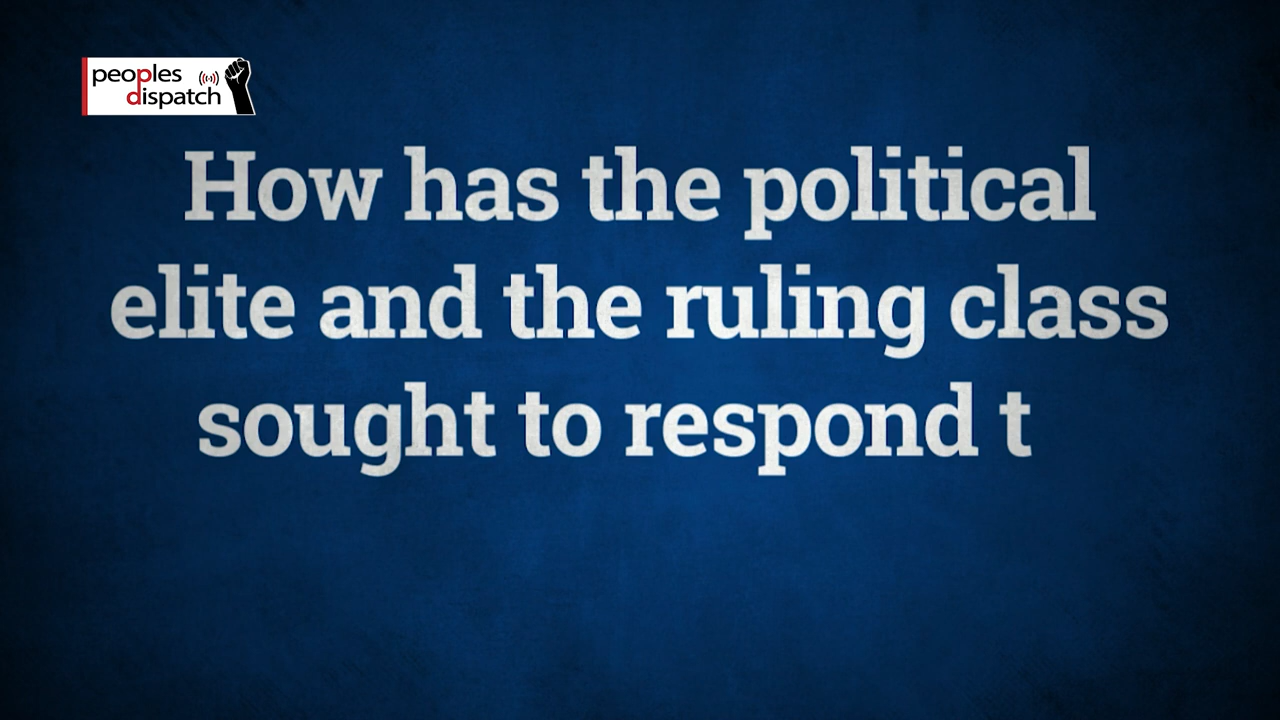 peoples
dispatch
How has the political
elite and the ruling class
sought to respond t